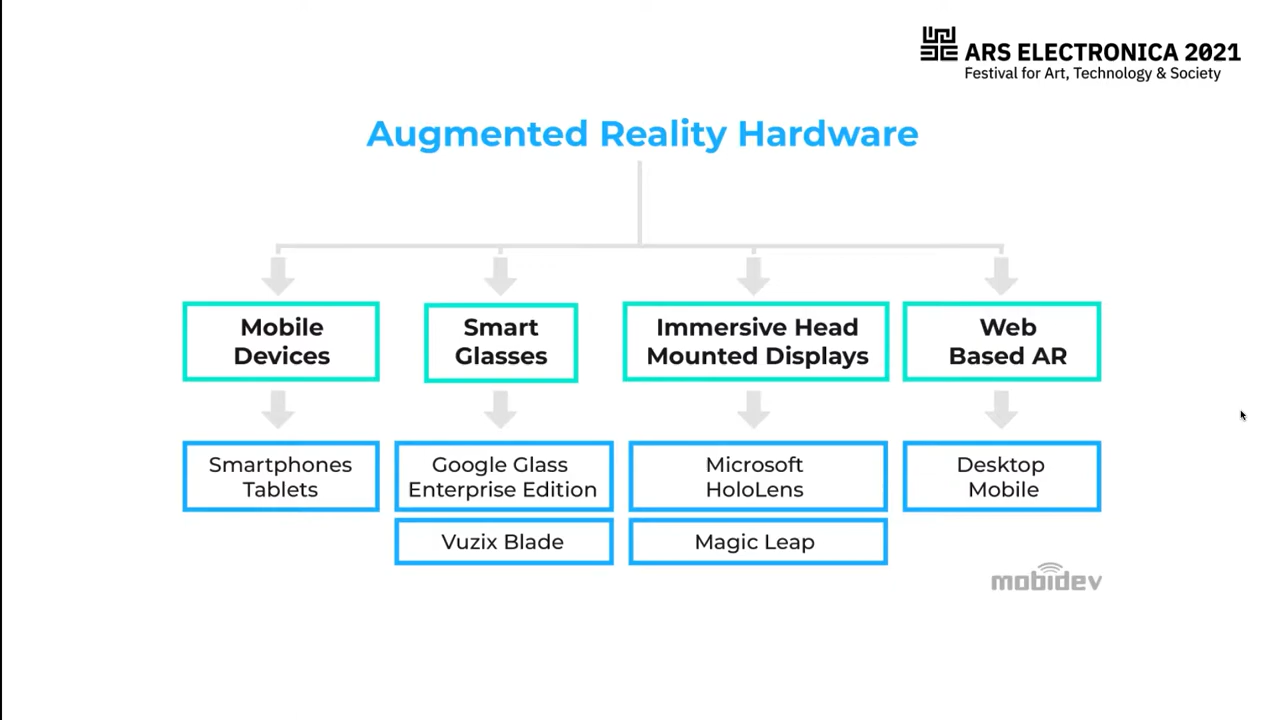 ARS ELECTRONICA 2021
Festival for Art, Technology & Society
Augmented Reality Hardware
Mobile
Devices
Smart
Glasses
Immersive Head
Mounted Displays
Web
Based AR
Smartphones
Tablets
Google Glass
Enterprise Edition
Microsoft
HoloLens
Desktop
Mobile
Vuzix Blade
Magic Leap
mobidev